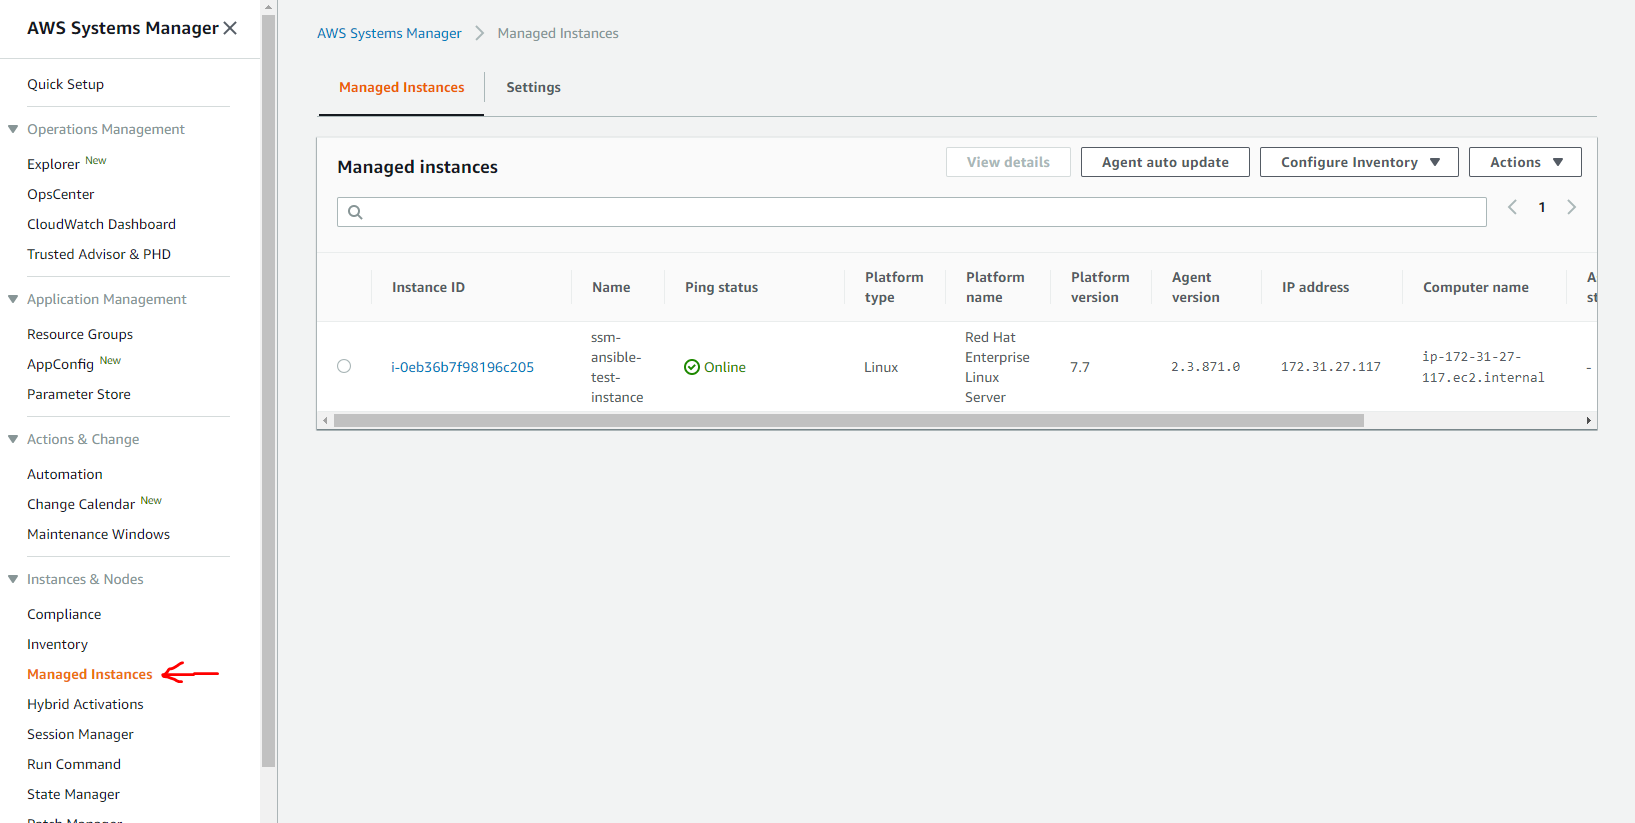 AWS Systems Manager
Quick Setup
Operations Management
Explorer New
OpsCenter
CloudWatch Dashboard
Trusted Advisor & PHD
Application Management
Resource Groups
AppConfig New
Parameter Store
Actions & Change
Automation
Change Calendar New
Maintenance Windows
Instances & Nodes
Compliance
Inventory
Managed Instances
Hybrid Activations
Session Manager
Run Command
State Manager
Patch Manager
AWS Systems Manager Managed Instances
Managed Instances Settings
Managed instances View details Agent auto update Configure Inventory Actions
1
Instance ID Name Ping status Platform type Platform name Platform version Agent version IP address Computer name
i-0eb36b7f98196c205
ssm-
ansible-
test-
instance
Online
Linux
Red Hat
Enterprise
Linux
Server
7.7
2.3.871.0
172.31.27.117
ip-172-31-27-
117.ec2.internal
-